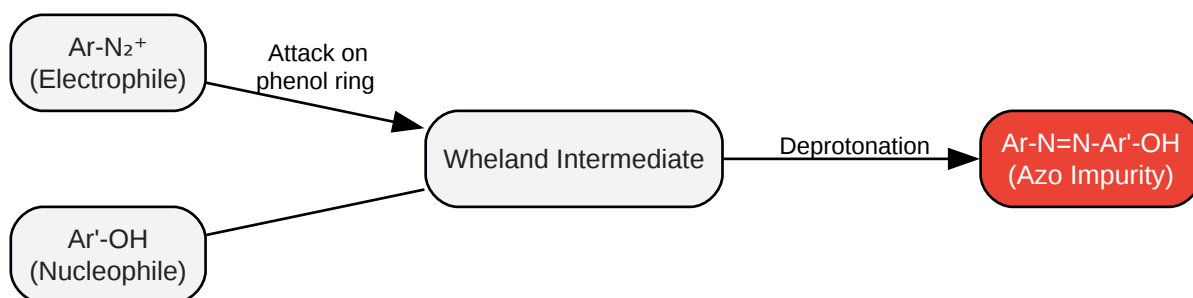 Ar-N₂⁺
(Electrophile)
Attack on
phenol ring
Wheland Intermediate
Deprotonation
Ar-N=N-Ar'-OH
(Azo Impurity)
Ar'-OH
(Nucleophile)